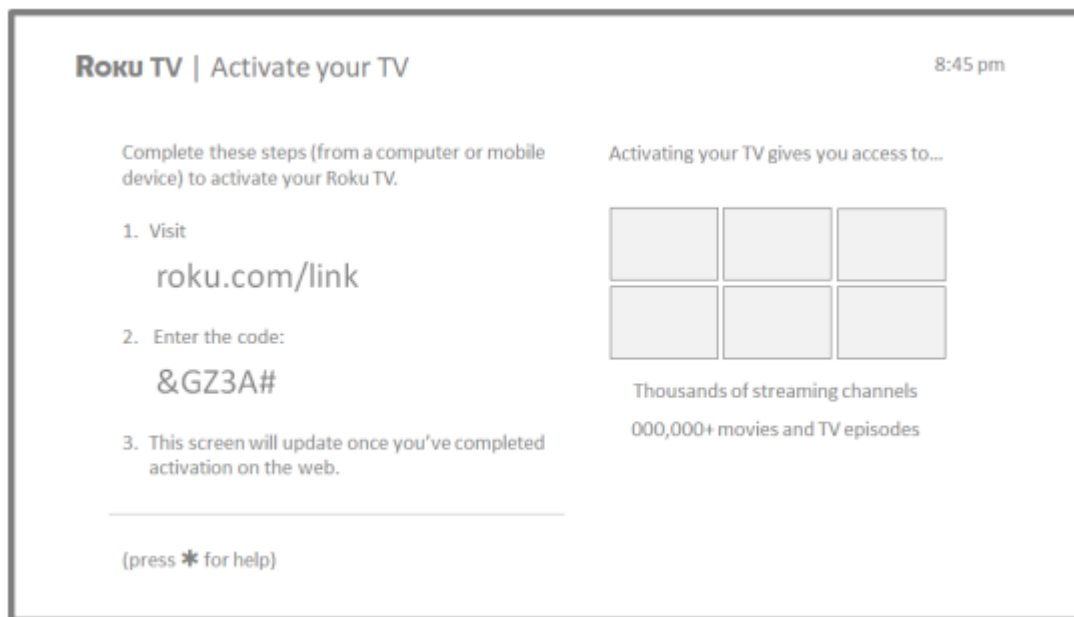 ROKU TV | Activate your TV
8:45 pm
Complete these steps (from a computer or mobile
device) to activate your Roku TV.
1. Visit
roku.com/link
2. Enter the code:
&GZ3A#
3. This screen will update once you’ve completed
activation on the web.
(press ✱ for help)
Activating your TV gives you access to...
Thousands of streaming channels
000,000+ movies and TV episodes